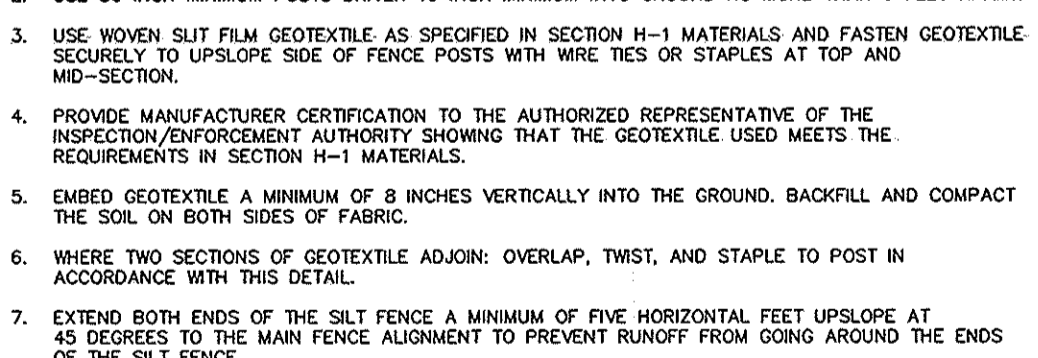 3. USE WOVEN SLIT FILM GEOTEXTILE AS SPECIFIED IN SECTION H-1 MATERIALS AND FASTEN GEOTEXTILE
SECURELY TO UPSLOPE SIDE OF FENCE POSTS WITH WIRE TIES OR STAPLES AT TOP AND
MID-SECTION.
4. PROVIDE MANUFACTURER CERTIFICATION TO THE AUTHORIZED REPRESENTATIVE OF THE
INSPECTION/ENFORCEMENT AUTHORITY SHOWING THAT THE GEOTEXTILE USED MEETS THE
REQUIREMENTS IN SECTION H-1 MATERIALS.
5. EMBED GEOTEXTILE A MINIMUM OF 8 INCHES VERTICALLY INTO THE GROUND. BACKFILL AND COMPACT
THE SOIL ON BOTH SIDES OF FABRIC.
6. WHERE TWO SECTIONS OF GEOTEXTILE ADJOIN: OVERLAP, TWIST, AND STAPLE TO POST IN
ACCORDANCE WITH THIS DETAIL.
7. EXTEND BOTH ENDS OF THE SILT FENCE A MINIMUM OF FIVE HORIZONTAL FEET UPSLOPE AT
45 DEGREES TO THE MAIN FENCE ALIGNMENT TO PREVENT RUNOFF FROM GOING AROUND THE ENDS
OF THE SILT FENCE